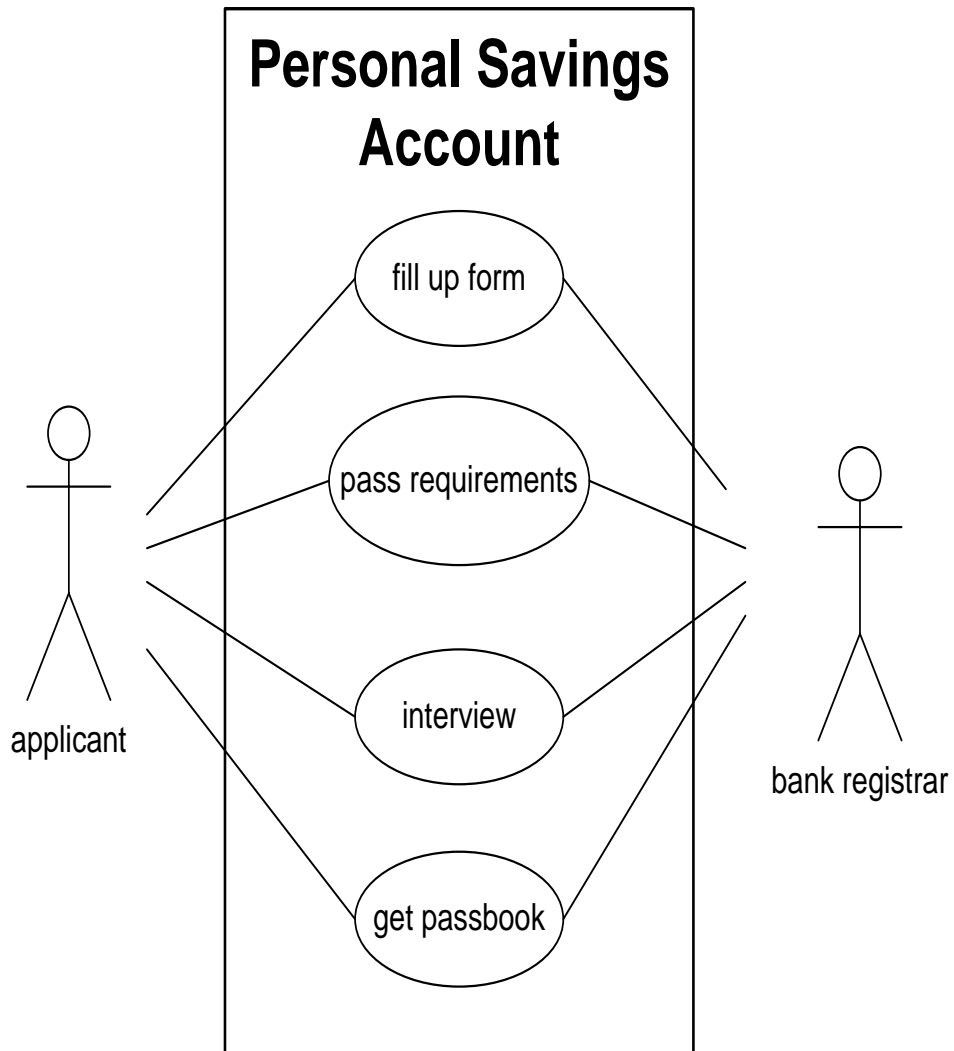 Personal Savings
Account
fill up form
pass requirements
interview
get passbook
applicant
bank registrar